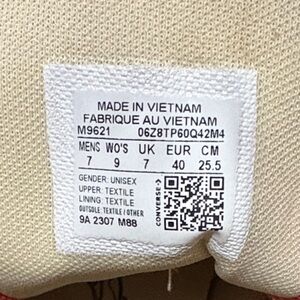 MADE IN VIETNAM
FABRIQUE AU VIETNAM
M9621 06Z8TP60Q42M4
MENS WO'S UK EUR CM
7 9 7 40 25.5
GENDER: UNISEX
UPPER: TEXTILE
LINING: TEXTILE
OUTSOLE: TEXTILE / OTHER
9A 2307 M88
CONVERSE